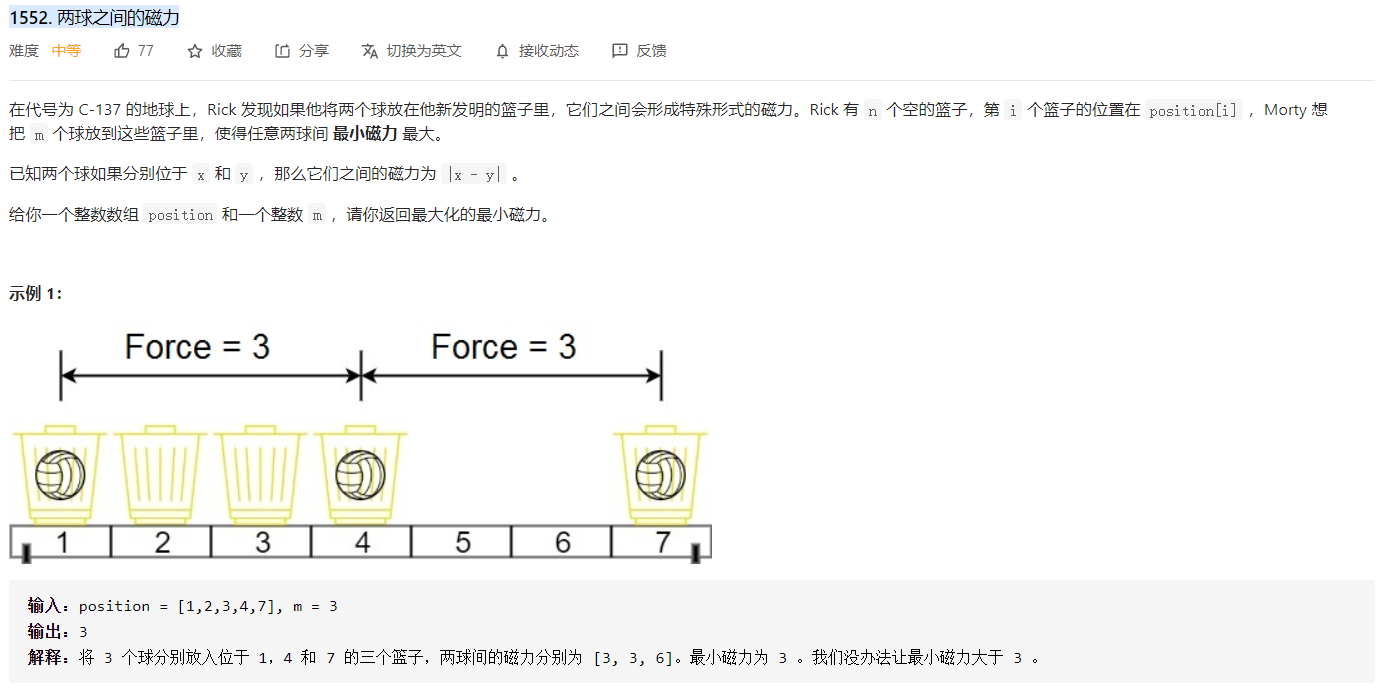 1552. 两球之间的磁力
难度 中等 77 收藏 分享 切换为英文 接收动态 反馈
在代号为 C-137 的地球上，Rick 发现如果他将两个球放在他新发明的篮子里，它们之间会形成特殊形式的磁力。Rick 有 n 个空的篮子，第 i 个篮子的位置在 position[i] ，Morty 想
把 m 个球放到这些篮子里，使得任意两球间 最小磁力 最大。
已知两个球如果分别位于 x 和 y ，那么它们之间的磁力为 |x - y| 。
给你一个整数数组 position 和一个整数 m ，请你返回最大化的最小磁力。
示例 1：
Force = 3 Force = 3
1 2 3 4 5 6 7
输入：position = [1,2,3,4,7], m = 3
输出：3
解释：将 3 个球分别放入位于 1，4 和 7 的三个篮子，两球间的磁力分别为 [3, 3, 6]。最小磁力为 3 。我们没办法让最小磁力大于 3 。